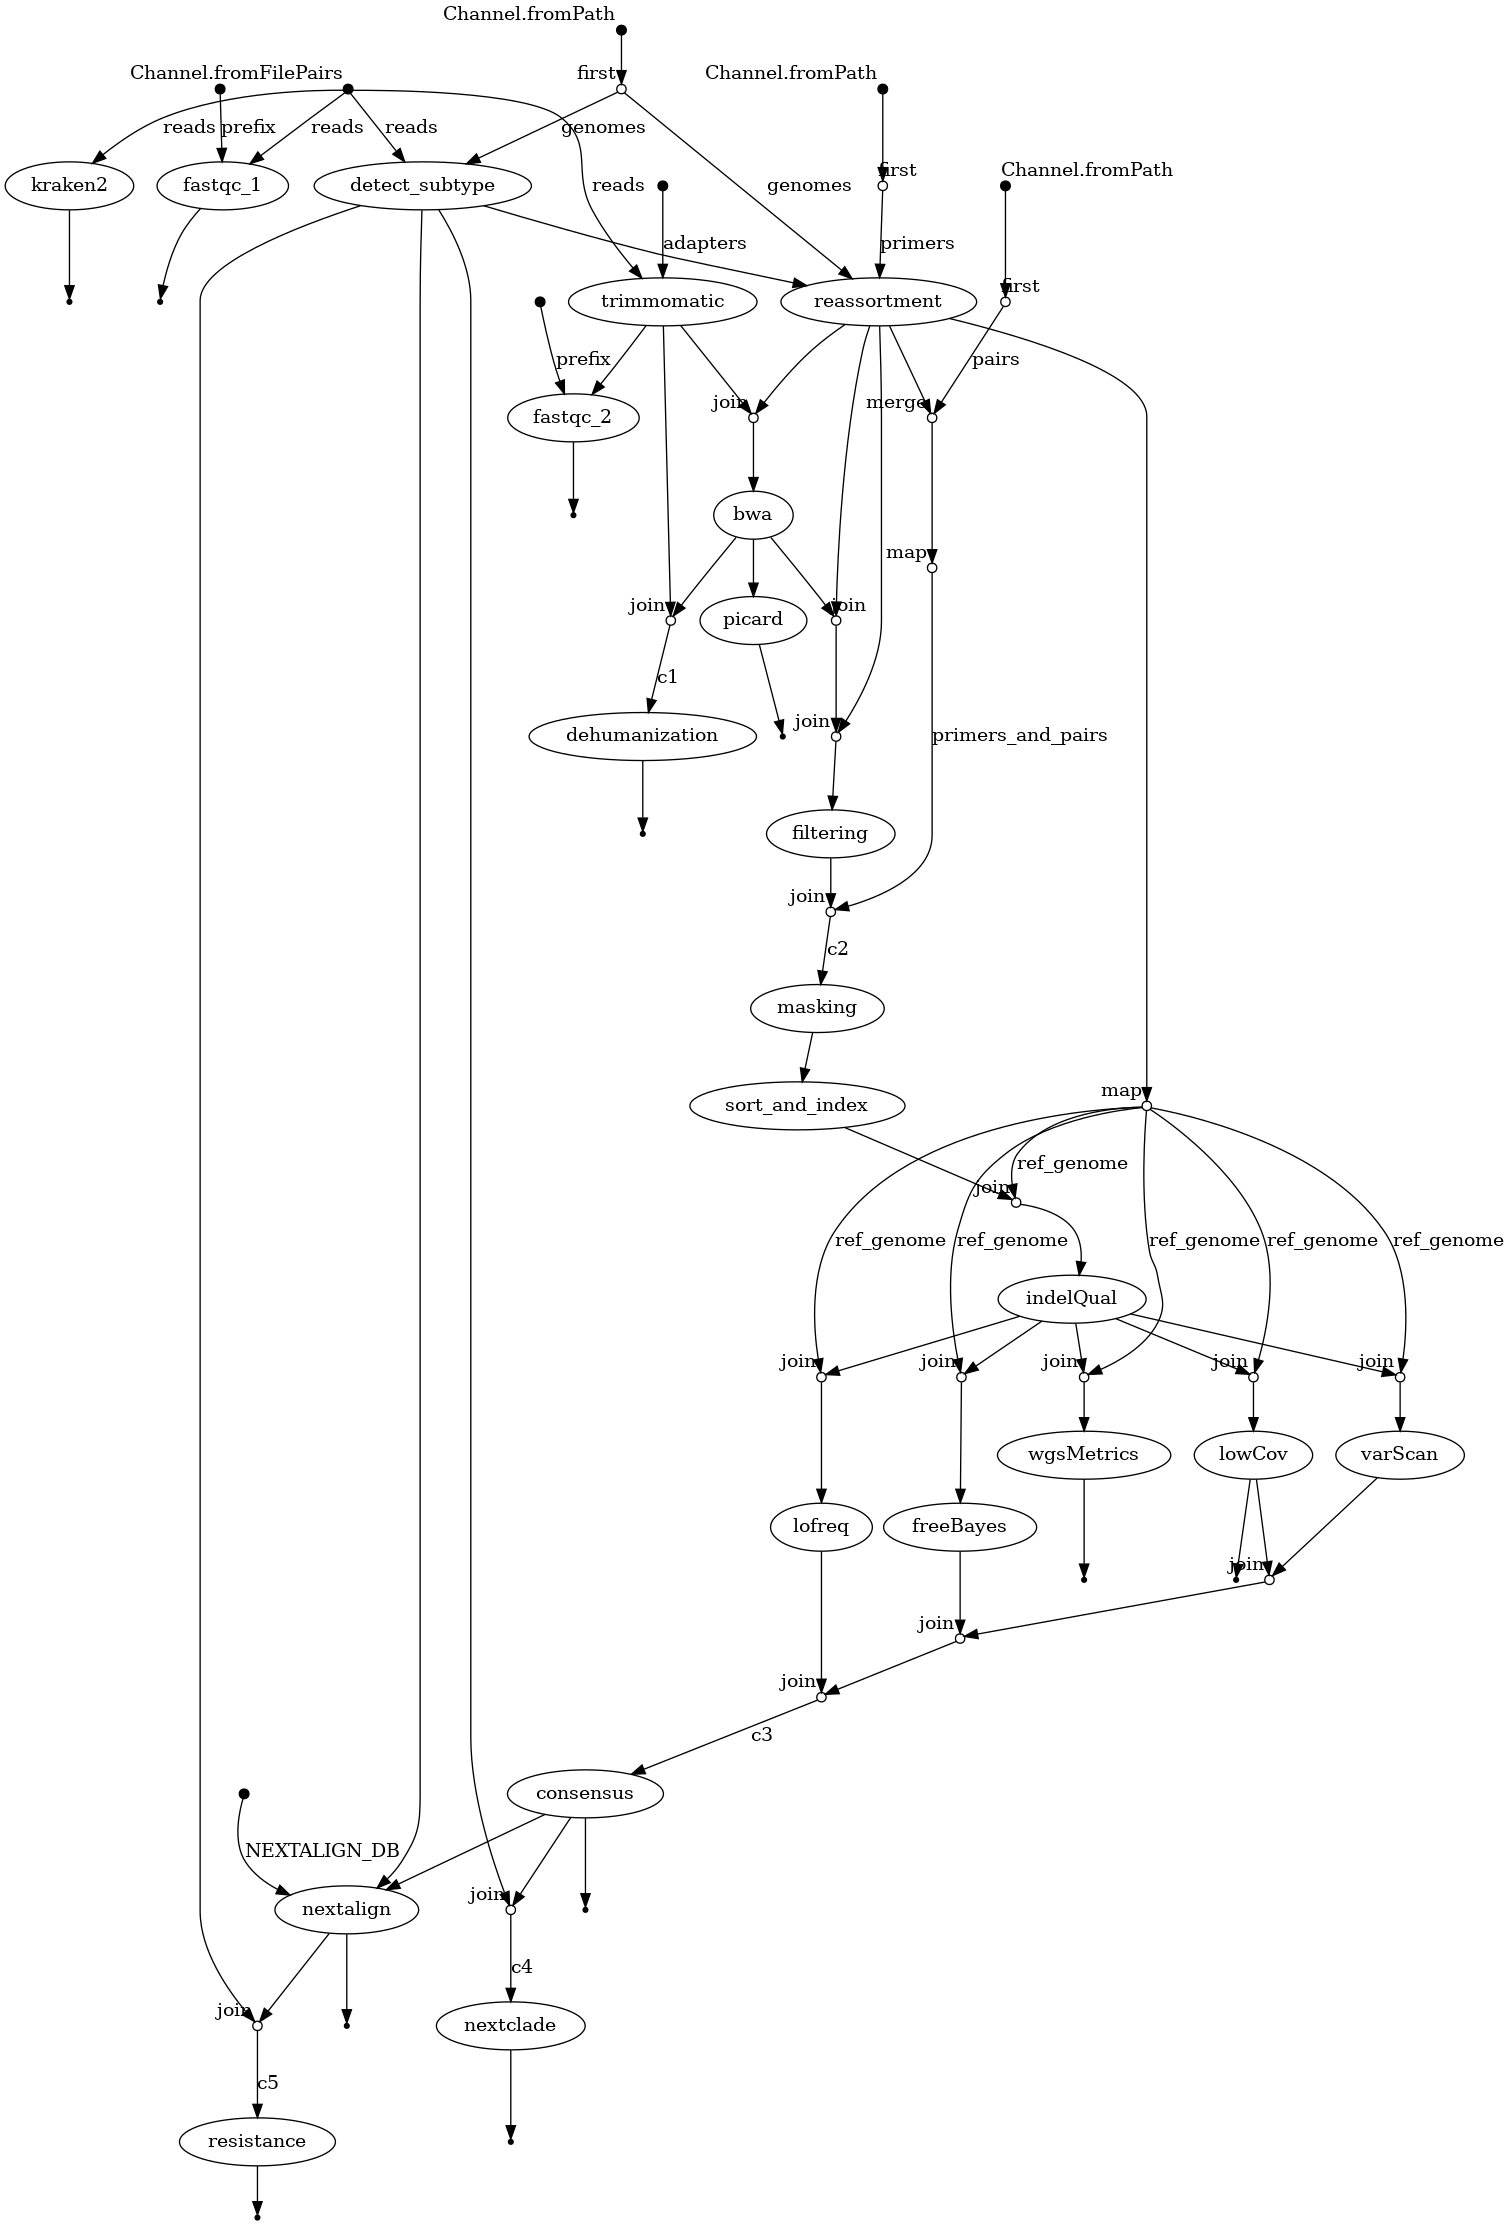 Channel.fromPath
first
Channel.fromFilePairs
Channel.fromPath
reads
prefix
reads
reads
genomes
first
Channel.fromPath
kraken2
fastqc_1
detect_subtype
reads
genomes
adapters
primers
first
trimmomatic
reassortment
prefix
pairs
join
merge
fastqc_2
bwa
map
join
picard
join
c1
join
dehumanization
primers_and_pairs
filtering
join
c2
masking
map
sort_and_index
ref_genome
join
ref_genome
ref_genome
ref_genome
ref_genome
ref_genome
indelQual
join
join
join
join
join
wgsMetrics
lowCov
varScan
lofreq
freeBayes
join
join
join
c3
consensus
NEXTALIGN_DB
join
nextalign
c4
join
nextclade
c5
resistance